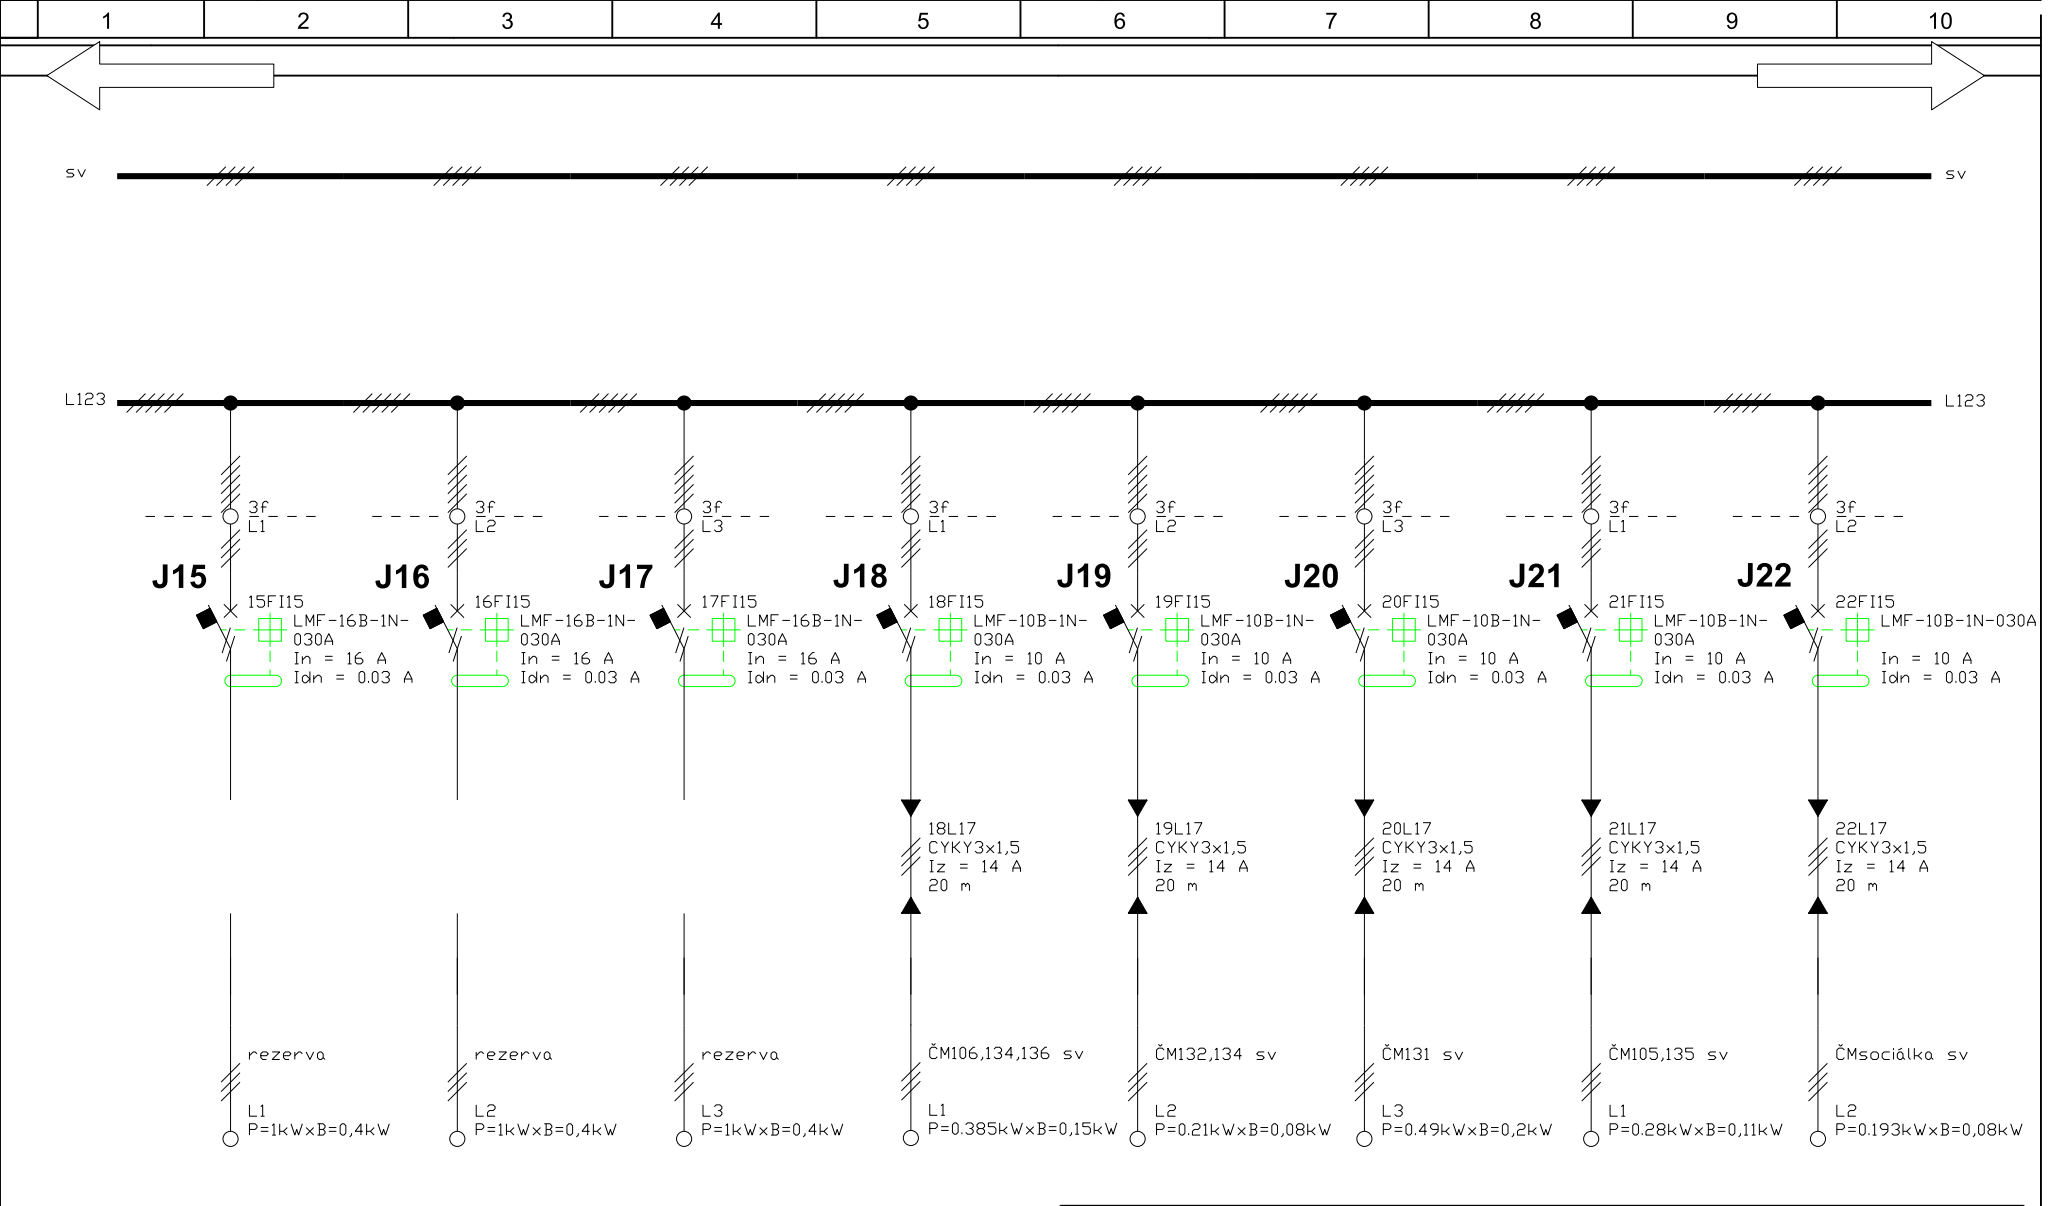 1 2 3 4 5 6 7 8 9 10
sv sv
L123 L123
3f 3f 3f 3f 3f 3f 3f 3f
L1 L2 L3 L1 L2 L3 L1 L2
J15 J16 J17 J18 J19 J20 J21 J22
15FI15 16FI15 17FI15 18FI15 19FI15 20FI15 21FI15 22FI15
LMF-16B-1N- LMF-16B-1N- LMF-16B-1N- LMF-10B-1N- LMF-10B-1N- LMF-10B-1N- LMF-10B-1N- LMF-10B-1N-030A
030A 030A 030A 030A 030A 030A 030A
In = 16 A In = 16 A In = 16 A In = 10 A In = 10 A In = 10 A In = 10 A In = 10 A
Idn = 0.03 A Idn = 0.03 A Idn = 0.03 A Idn = 0.03 A Idn = 0.03 A Idn = 0.03 A Idn = 0.03 A Idn = 0.03 A
18L17 19L17 20L17 21L17 22L17
CYKY3x1,5 CYKY3x1,5 CYKY3x1,5 CYKY3x1,5 CYKY3x1,5
Iz = 14 A Iz = 14 A Iz = 14 A Iz = 14 A Iz = 14 A
20 m 20 m 20 m 20 m 20 m
rezerva rezerva rezerva ČM106,134,136 sv ČM132,134 sv ČM131 sv ČM105,135 sv ČMsociálka sv
L1 L2 L3 L1 L2 L3 L1 L2
P=1kWxB=0,4kW P=1kWxB=0,4kW P=1kWxB=0,4kW P=0.385kWxB=0,15kW P=0.21kWxB=0,08kW P=0.49kWxB=0,2kW P=0.28kWxB=0,11kW P=0.193kWxB=0,08kW